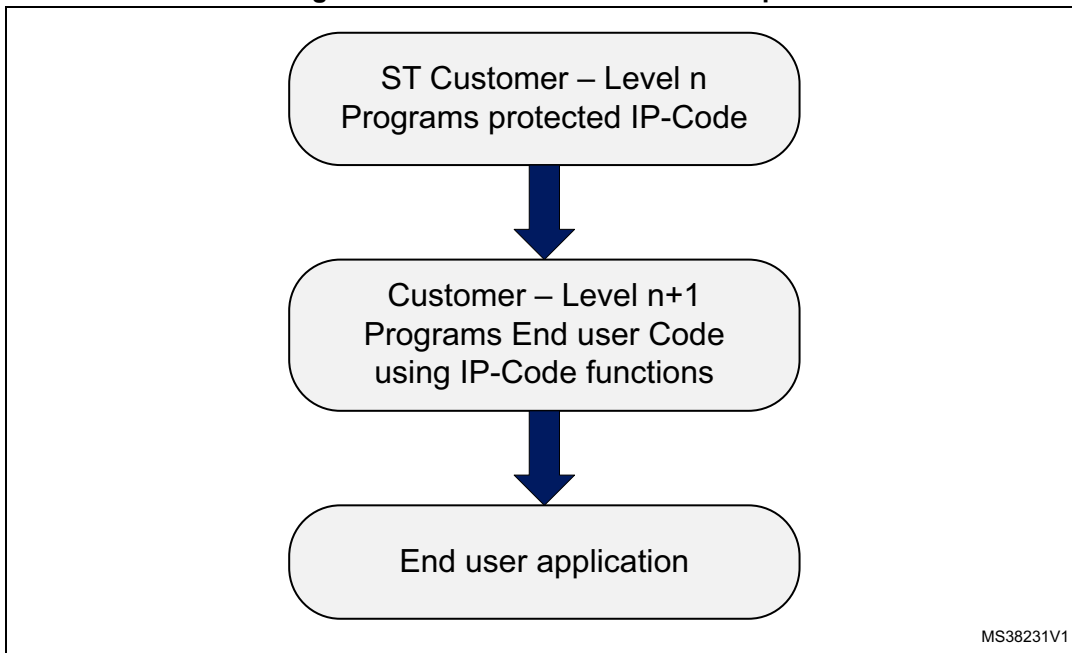 ST Customer – Level n
Programs protected IP-Code
Customer – Level n+1
Programs End user Code
using IP-Code functions
End user application
MS38231V1